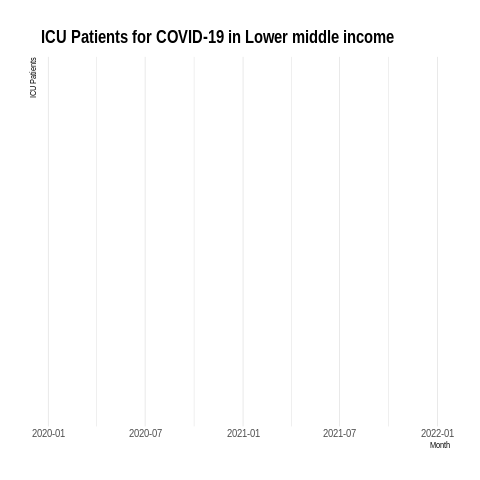 ICU Patients for COVID-19 in Lower middle income
ICU Patients
2020-01 2020-07 2021-01 2021-07 2022-01
Month